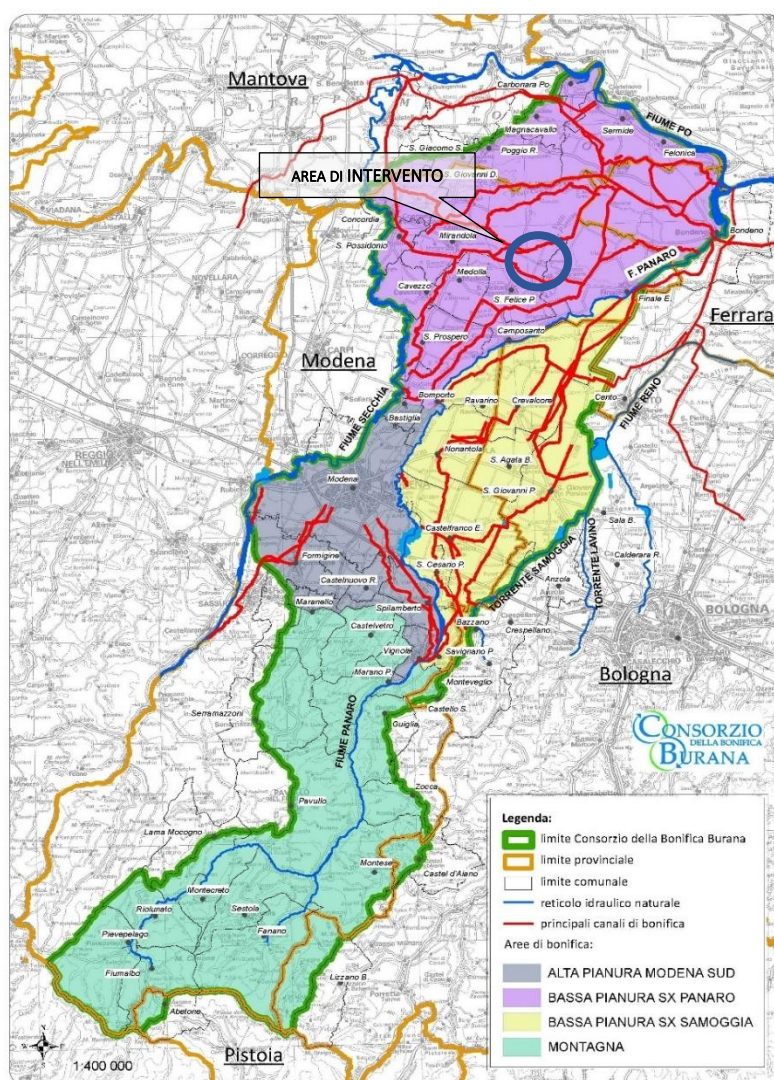 Mantova
Carbonara Po
FIUME PO
Magnacavallo
Sermide
S. Giacomo S.
Poggio R.
Felonica
AREA DI INTERVENTO
S. Giovanni D.
VIADANA
Concordia
Mirandola
Bondeno
S. Possidonio
NOVELLARA
Medolla
F. PANARO
Cavezzo
S. Felice P.
Finale E.
Ferrara
Camposanto
S. Prospero
CARPI
Modena
FIUME SECCHIA
Bomporto
Ravarino
Crevalcore
Cento
FIUME RENO
Bastiglia
Nonantola
S. Agata B.
Modena
S. Giovanni P.
Sala B.
Castelfranco E.
TORRENTE LAVINO
Calderara R.
Formigine
S. Cesario P.
TORRENTE SAMOGGIA
Anzola
BOLOGNA
Castelnuovo R.
Maranello
Spilamberto
Bazzano
Crespellano
Castelvetro
Vignola
Savignano P.
Bologna
Marano P.
Monteveglio
Castello S.
Serramazzoni
Guiglia
FIUME PANARO
CONSORZIO
DELLA BONIFICA
BURANA
Zocca
Pavullo
Lama Mocogno
Montese
Castel d'Aiano
Montecreto
Riolunato
Sestola
Pievepelago
Fanano
Fiumalbo
Lizzano B.
Abetone
1:400 000
Pistoia
Legenda:
limite Consorzio della Bonifica Burana
limite provinciale
limite comunale
reticolo idraulico naturale
principali canali di bonifica
Aree di bonifica:
ALTA PIANURA MODENA SUD
BASSA PIANURA SX PANARO
BASSA PIANURA SX SAMOGGIA
MONTAGNA